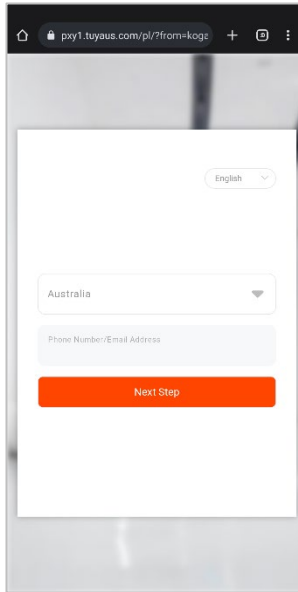 pxy1.tuyaus.com/pl/?from=koga
English
Australia
Phone Number/Email Address
Next Step